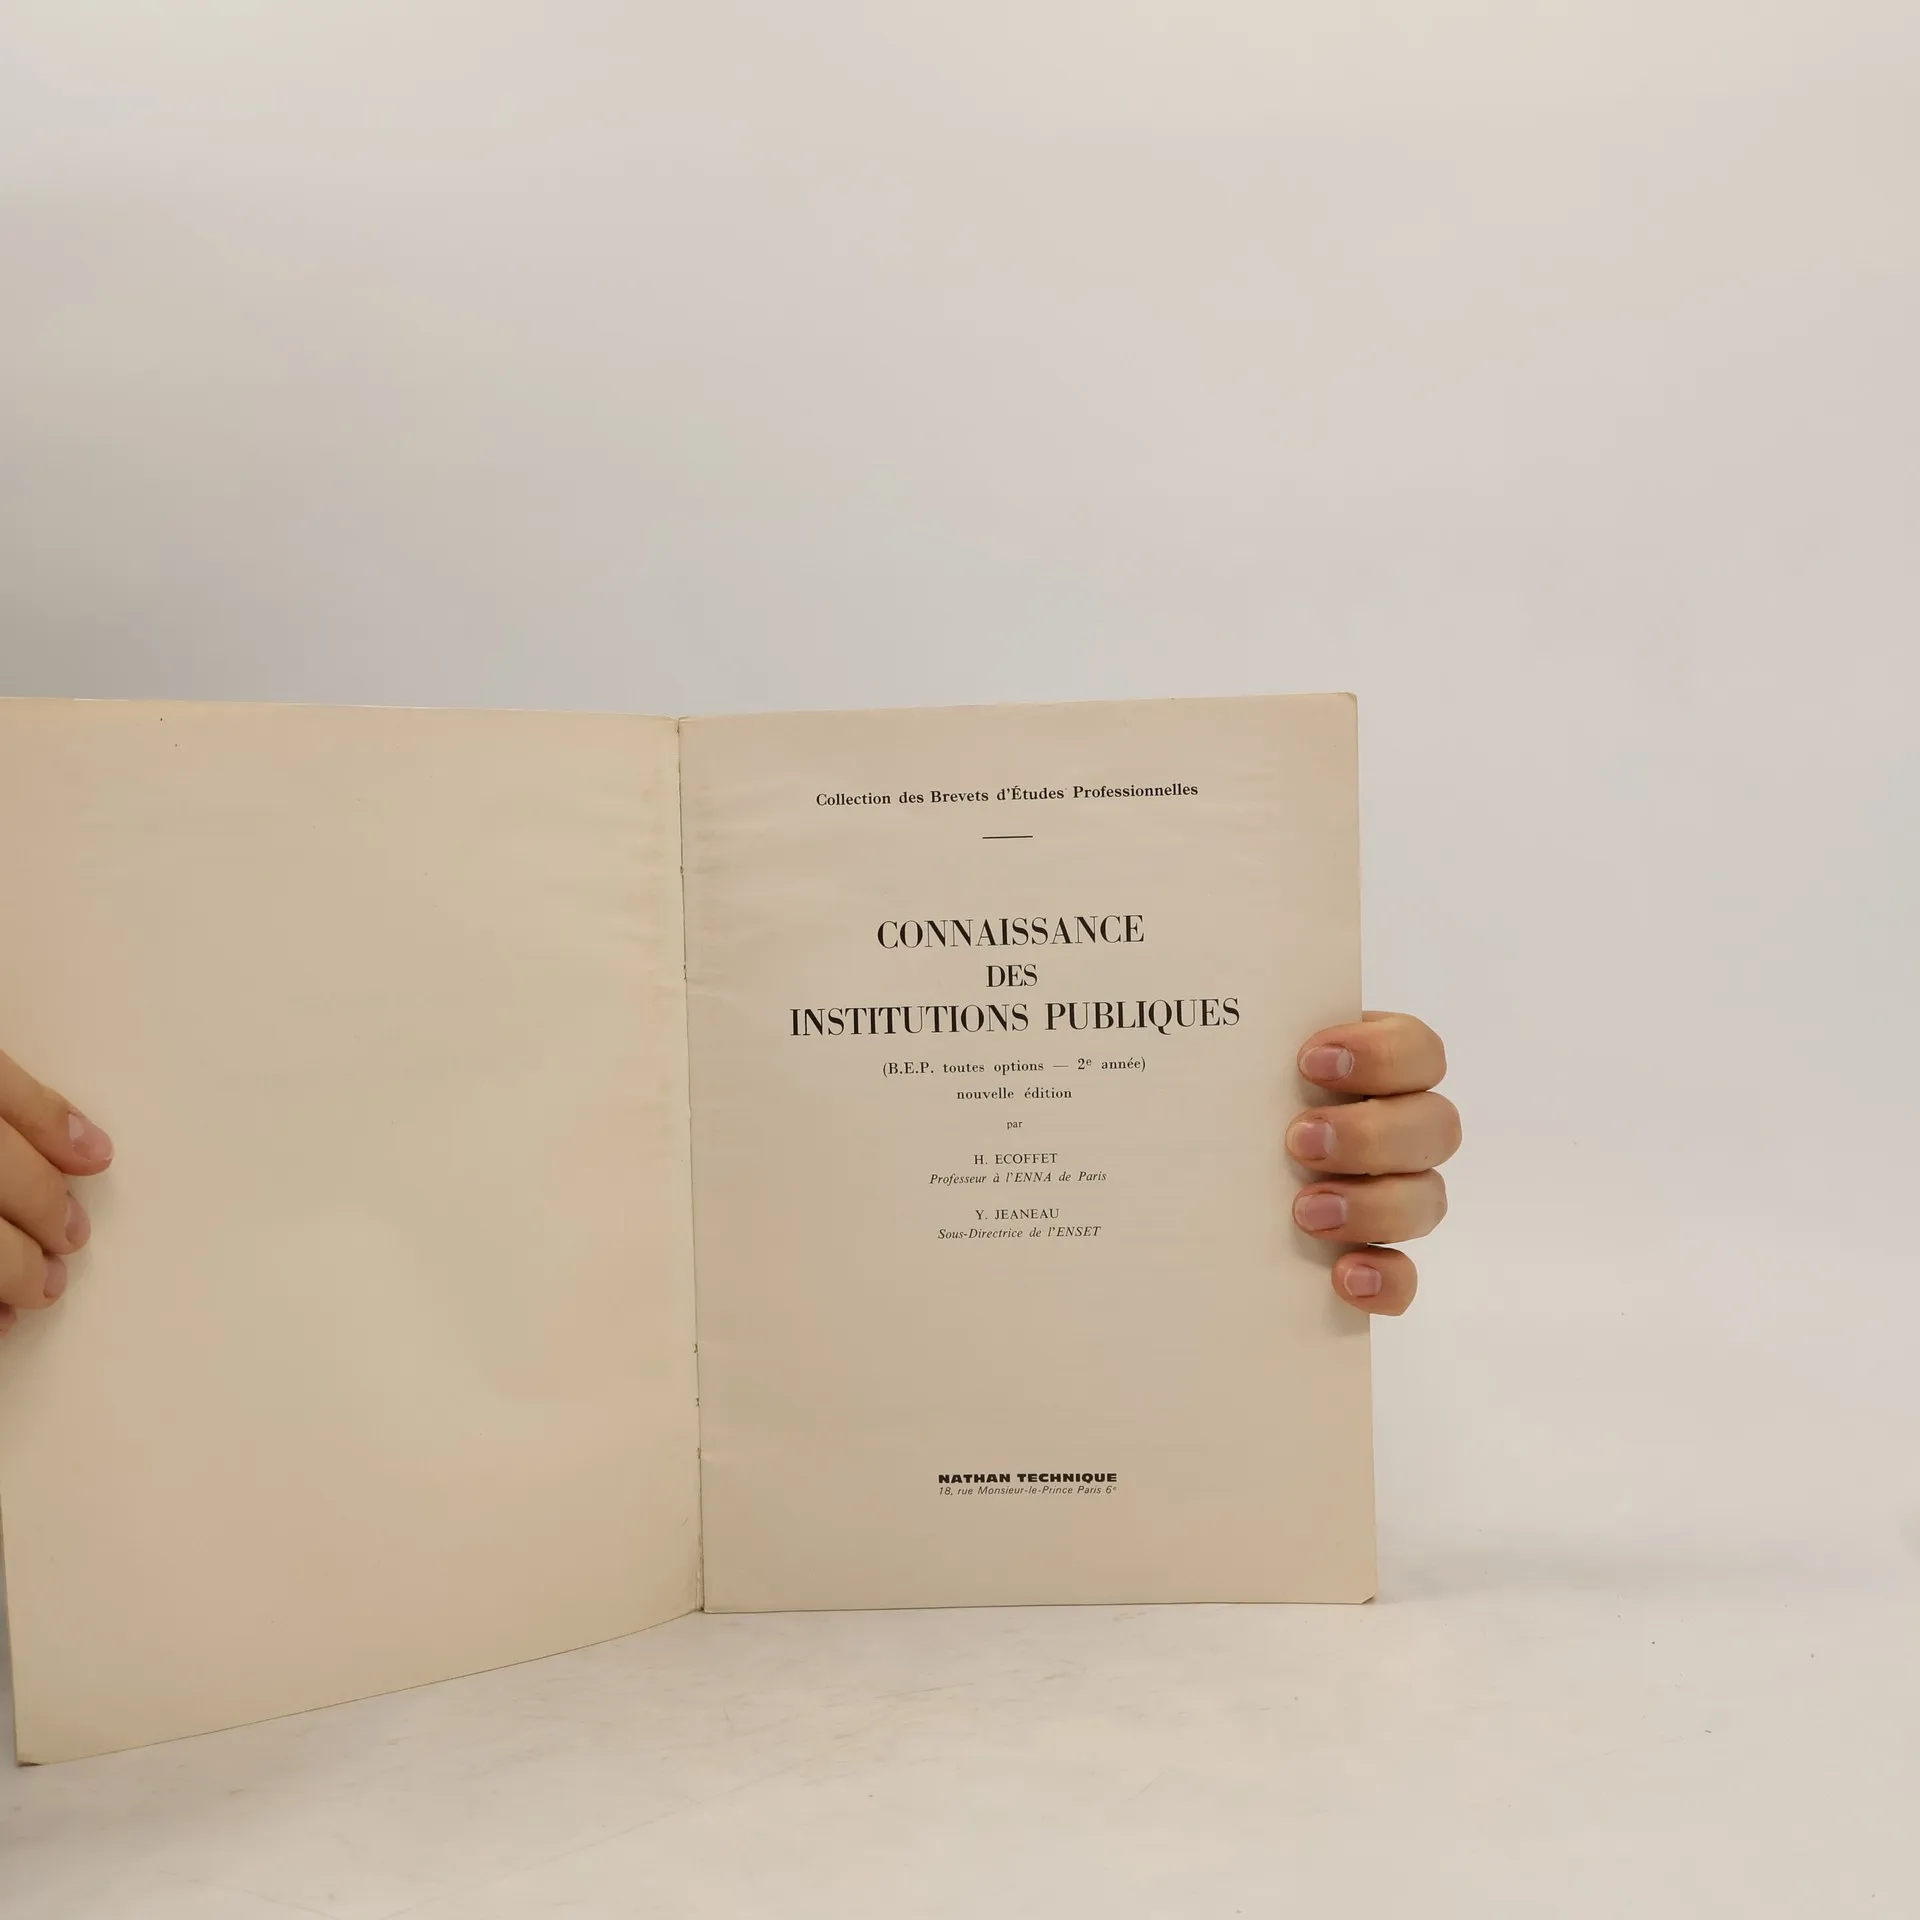 Collection des Brevets d'Études Professionnelles
CONNAISSANCE
DES
INSTITUTIONS PUBLIQUES
(B.E.P. toutes options — 2e année)
nouvelle édition
par
H. ECOFFET
Professeur à l'ENNA de Paris
Y. JEANEAU
Sous-Directrice de l'ENSET
NATHAN TECHNIQUE
18, rue Monsieur-le-Prince Paris 6e